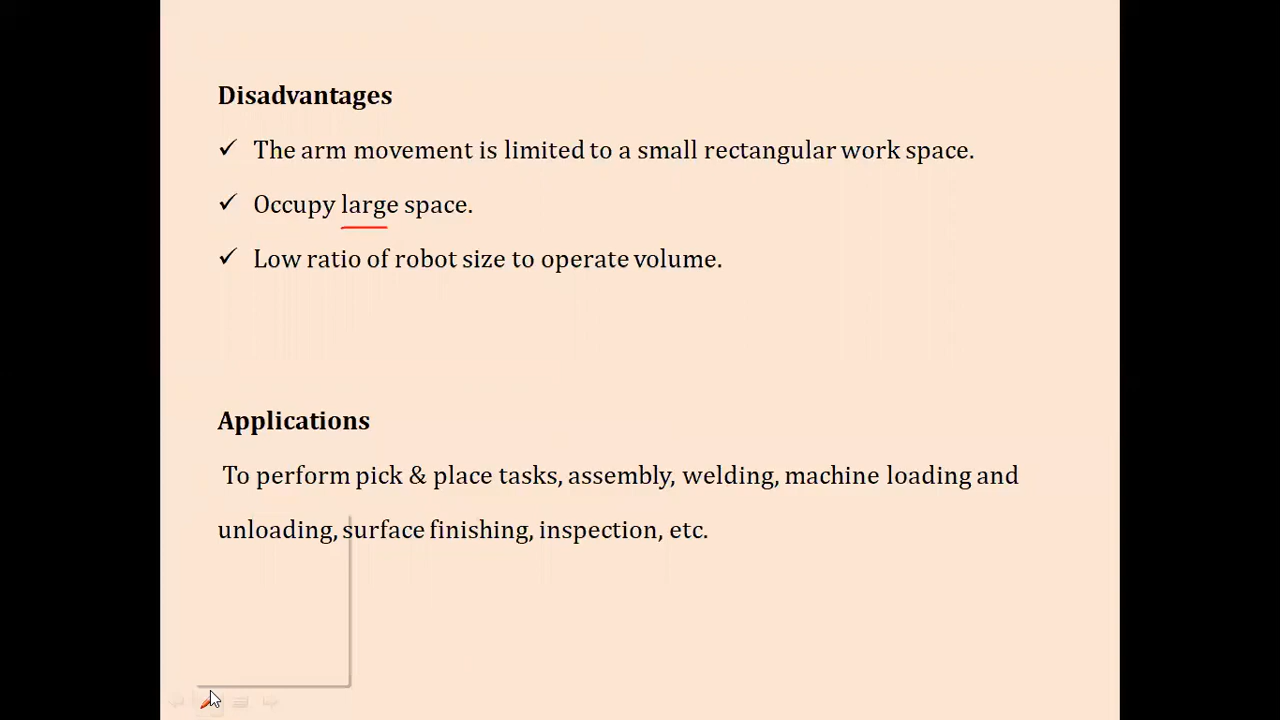 Disadvantages
✓ The arm movement is limited to a small rectangular work space.
✓ Occupy large space.
✓ Low ratio of robot size to operate volume.
Applications
To perform pick & place tasks, assembly, welding, machine loading and
unloading, surface finishing, inspection, etc.